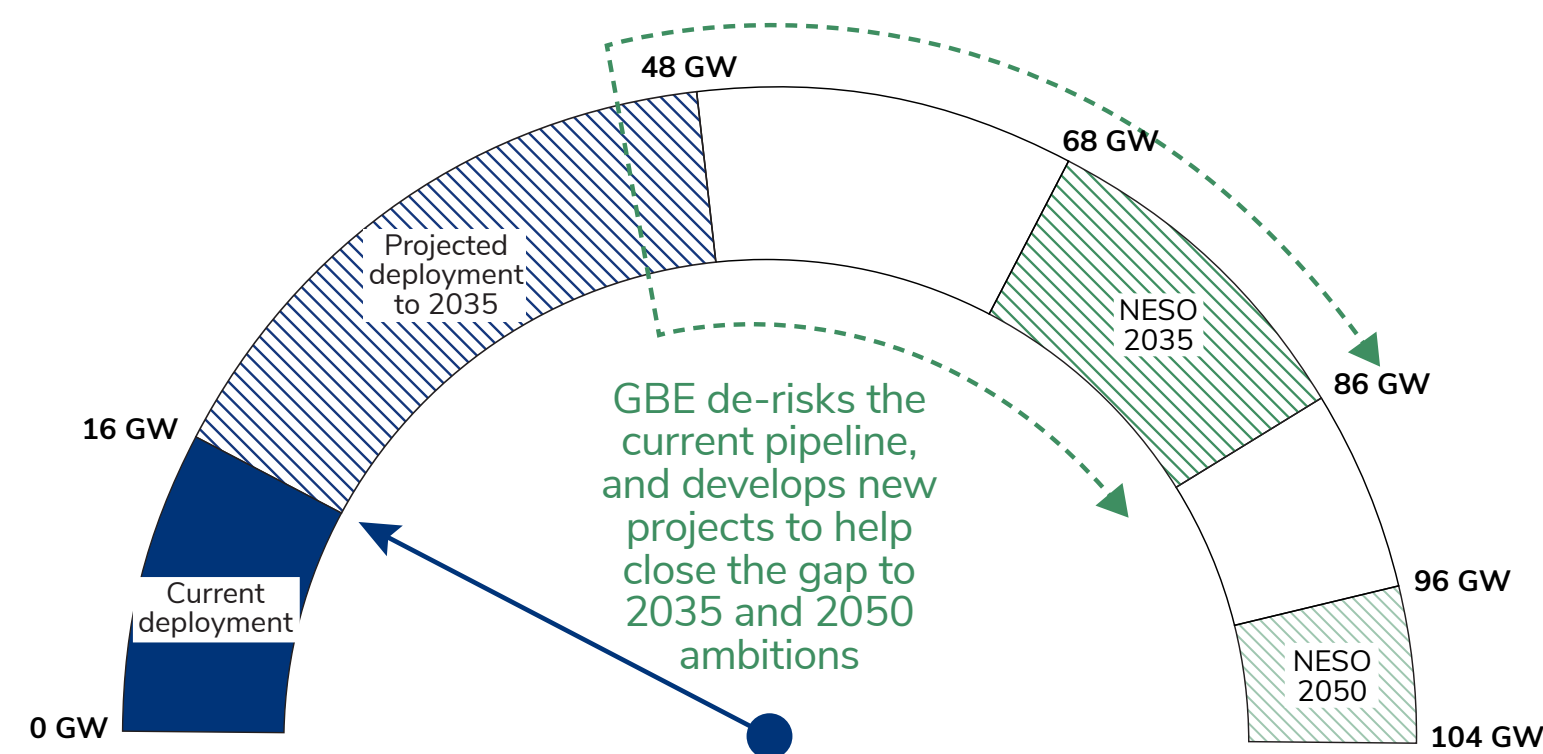 48 GW
68 GW
Projected
deployment
to 2035
NESO
2035
86 GW
16 GW
GBE de-risks the
current pipeline,
and develops new
projects to help
close the gap to
2035 and 2050
ambitions
96 GW
Current
deployment
NESO
2050
0 GW
104 GW